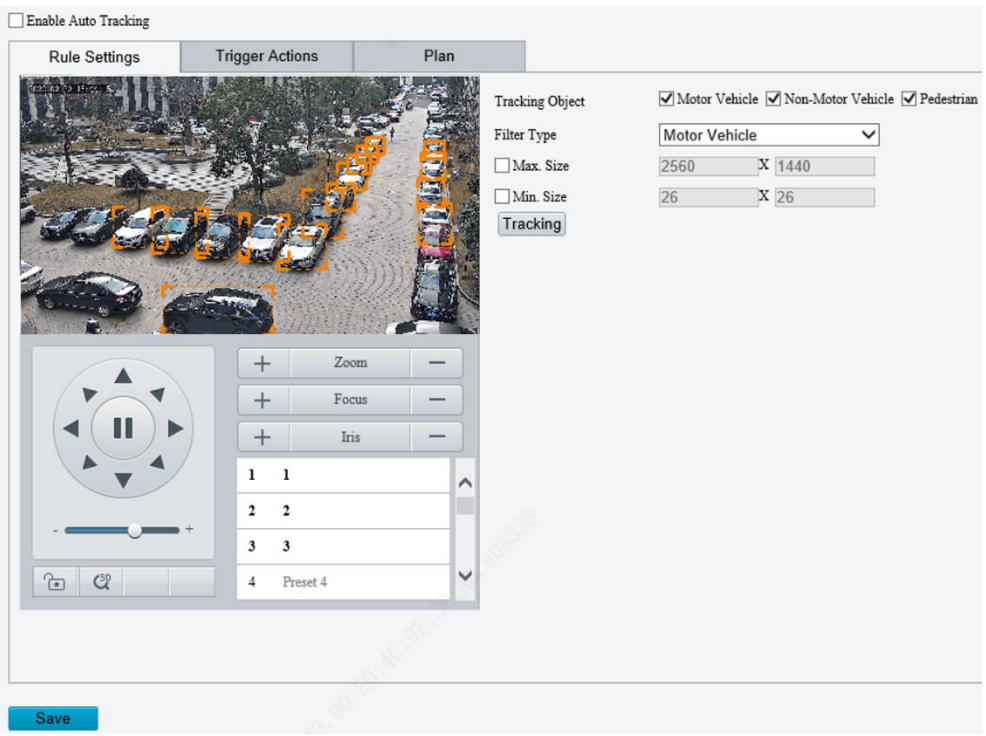 Enable Auto Tracking
Rule Settings Trigger Actions Plan
Tracking Object Motor Vehicle Non-Motor Vehicle Pedestrian
Filter Type Motor Vehicle
Max. Size 2560 X 1440
Min. Size 26 X 26
Tracking
+ Zoom —
+ Focus —
+ Iris —
1 1
2 2
3 3
4 Preset 4
- +
3D
Save